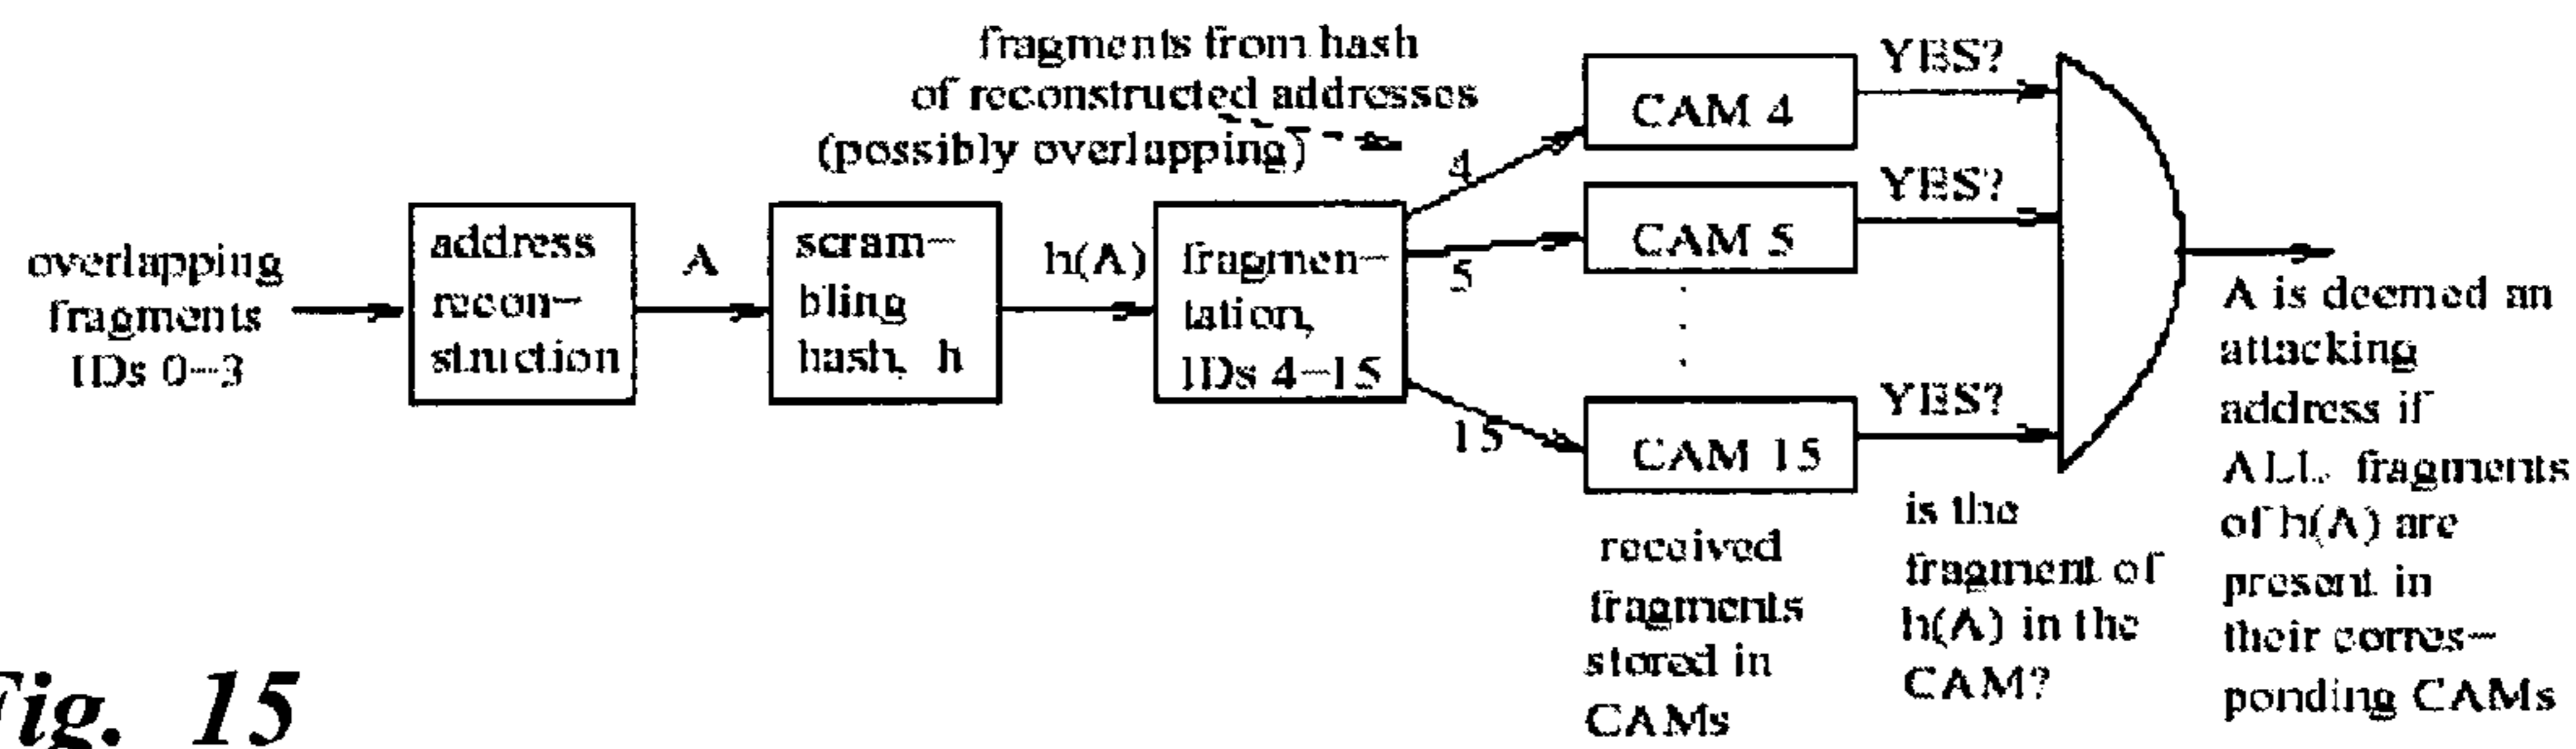 fragments from hash
of reconstructed addresses
(possibly overlapping)
overlapping
fragments
IDs 0–3
address
recon–
struction
A
scram–
bling
hash, h
h(A)
fragmen–
tation,
IDs 4–15
4
5
15
CAM 4
CAM 5
CAM 15
YES?
YES?
YES?
received
fragments
stored in
CAMs
is the
fragment of
h(A) in the
CAM?
A is deemed an
attacking
address if
ALL fragments
of h(A) are
present in
their corres–
ponding CAMs
Fig. 15